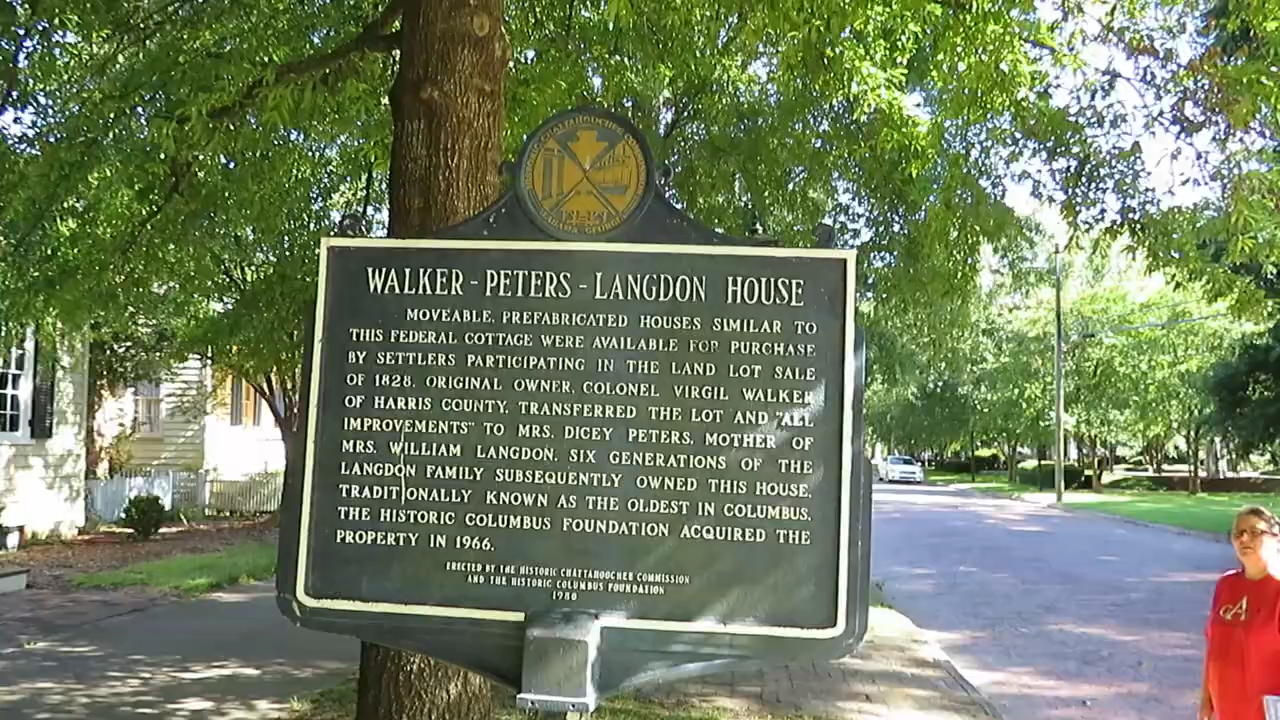 WALKER - PETERS - LANGDON HOUSE
MOVEABLE, PREFABRICATED HOUSES SIMILAR TO
THIS FEDERAL COTTAGE WERE AVAILABLE FOR PURCHASE
BY SETTLERS PARTICIPATING IN THE LAND LOT SALE
OF 1828. ORIGINAL OWNER, COLONEL VIRGIL WALKER
OF HARRIS COUNTY, TRANSFERRED THE LOT AND "ALL
IMPROVEMENTS" TO MRS. DICEY PETERS, MOTHER OF
MRS. WILLIAM LANGDON. SIX GENERATIONS OF THE
LANGDON FAMILY SUBSEQUENTLY OWNED THIS HOUSE,
TRADITIONALLY KNOWN AS THE OLDEST IN COLUMBUS.
THE HISTORIC COLUMBUS FOUNDATION ACQUIRED THE
PROPERTY IN 1966.
ERECTED BY THE HISTORIC CHATTAHOOCHEE COMMISSION
AND THE HISTORIC COLUMBUS FOUNDATION
1980